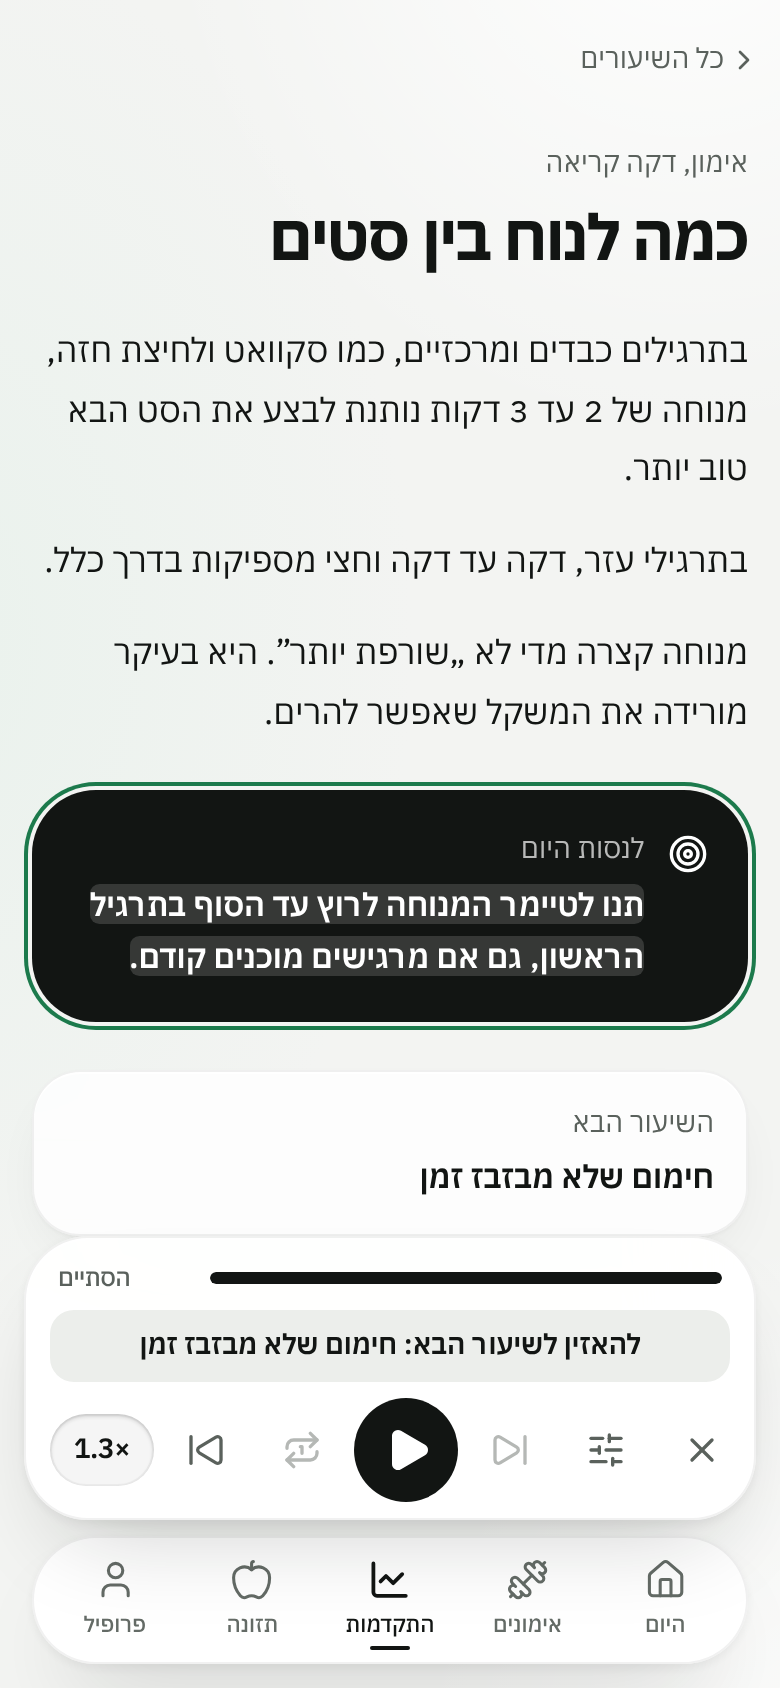 כל השיעורים
אימון, דקה קריאה
כמה לנוח בין סטים
בתרגילים כבדים ומרכזיים, כמו סקוואט ולחיצת חזה,
מנוחה של 2 עד 3 דקות נותנת לבצע את הסט הבא
טוב יותר.
בתרגילי עזר, דקה עד דקה וחצי מספיקות בדרך כלל.
מנוחה קצרה מדי לא „שורפת יותר”. היא בעיקר
מורידה את המשקל שאפשר להרים.
לנסות היום
תנו לטיימר המנוחה לרוץ עד הסוף בתרגיל
הראשון, גם אם מרגישים מוכנים קודם.
השיעור הבא
חימום שלא מבזבז זמן
הסתיים
להאזין לשיעור הבא: חימום שלא מבזבז זמן
1.3×
היום
אימונים
התקדמות
תזונה
פרופיל